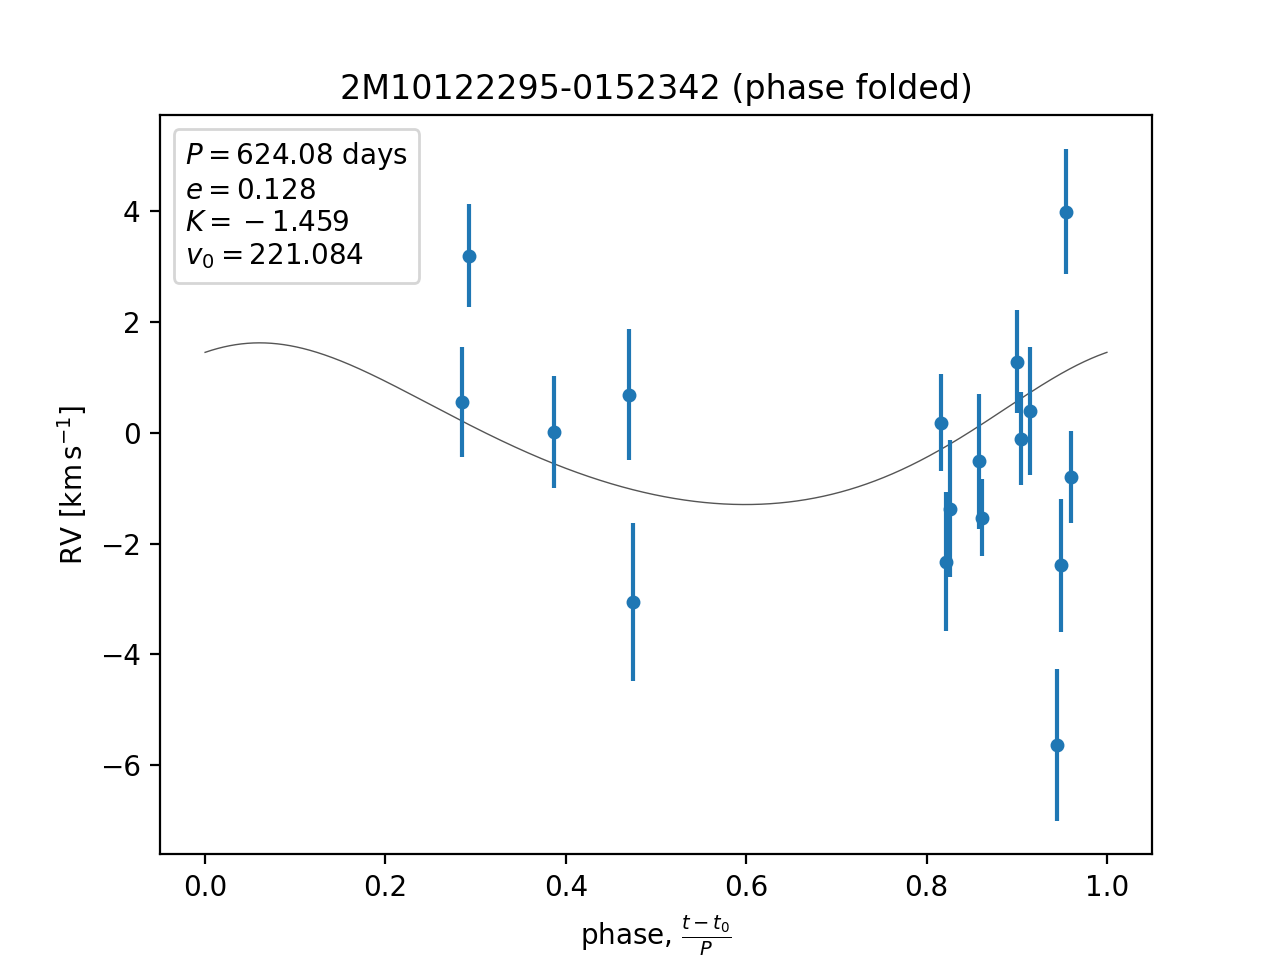 2M10122295-0152342 (phase folded)
P = 624.08 days
e = 0.128
K = −1.459
v₀ = 221.084
4
2
0
−2
−4
−6
RV [km s⁻¹]
0.0 0.2 0.4 0.6 0.8 1.0
phase, (t − t₀)/P